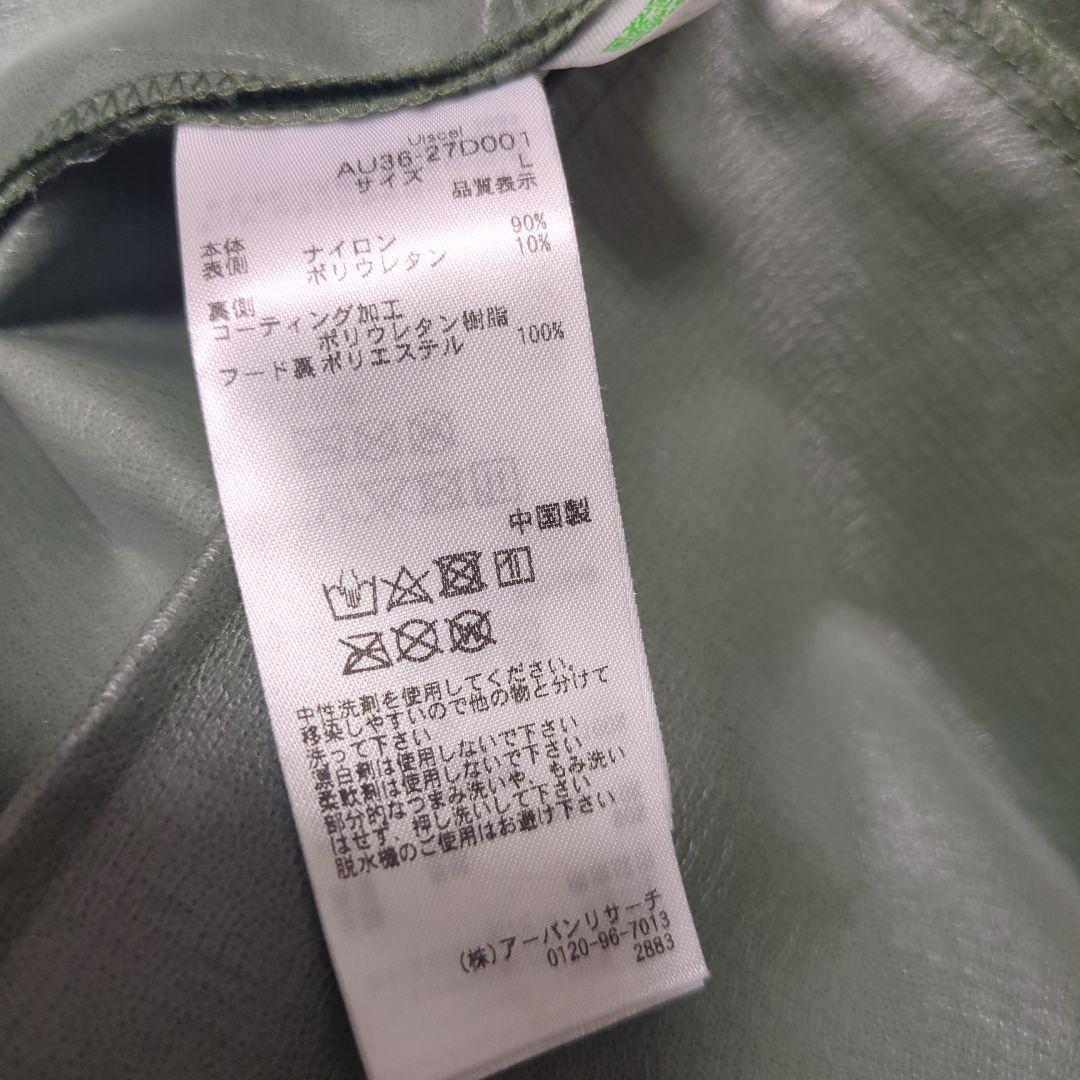 AU36-27D001
サイズ L
品質表示
本体
表側 ナイロン 90%
ポリウレタン 10%
裏側
コーティング加工
ポリウレタン樹脂
フード裏 ポリエステル 100%
中国製
中性洗剤を使用してください。
移染しやすいので他の物と分けて
洗って下さい
漂白剤は使用しないで下さい
柔軟剤は使用しないで下さい
部分的なつまみ洗いや、もみ洗い
はせず、押し洗いして下さい
脱水機のご使用はお避け下さい
(株)アーバンリサーチ
0120-96-7013
2883